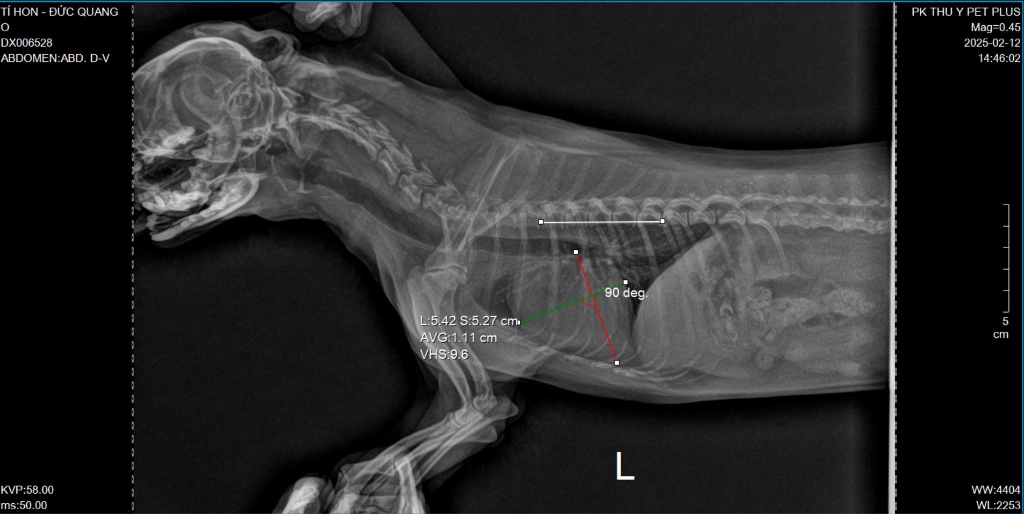 TÍ HON - ĐỨC QUANG
O
DX006528
ABDOMEN:ABD. D-V
PK THU Y PET PLUS
Mag=0.45
2025-02-12
14:46:02
90 deg.
L:5.42 S:5.27 cm
AVG:1.11 cm
VHS:9.6
5
cm
L
KVP:58.00
ms:50.00
WW:4404
WL:2253